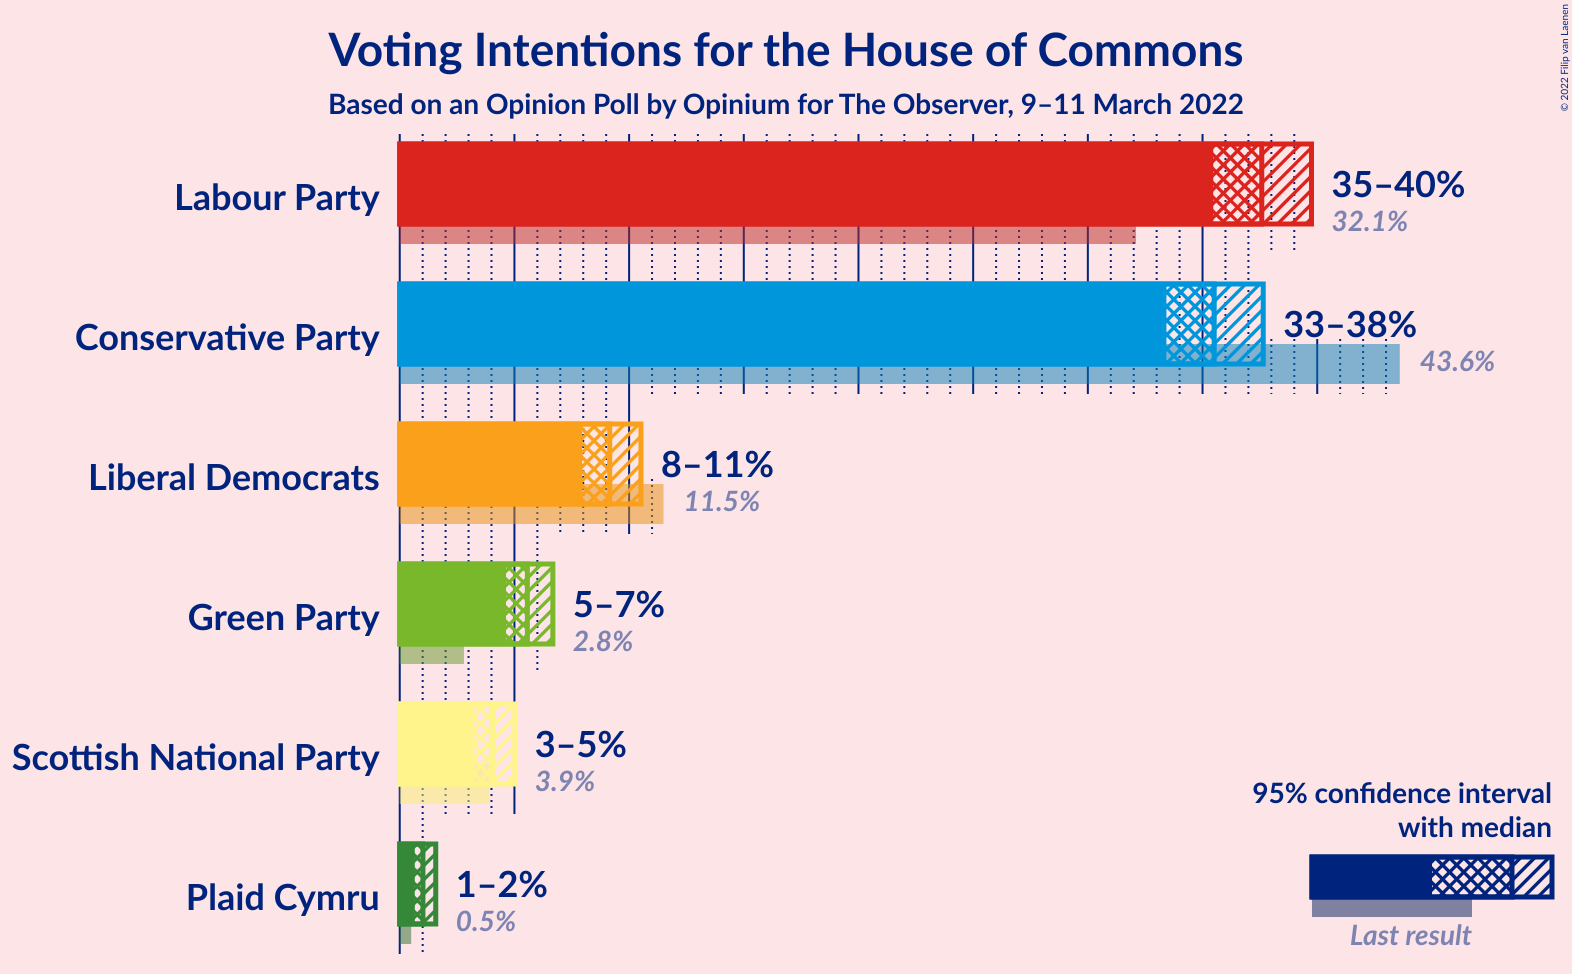 Voting Intentions for the House of Commons
Based on an Opinion Poll by Opinium for The Observer, 9–11 March 2022
© 2022 Filip van Laenen
Labour Party
35–40%
32.1%
Conservative Party
33–38%
43.6%
Liberal Democrats
8–11%
11.5%
Green Party
5–7%
2.8%
Scottish National Party
3–5%
3.9%
Plaid Cymru
1–2%
0.5%
95% confidence interval
with median
Last result